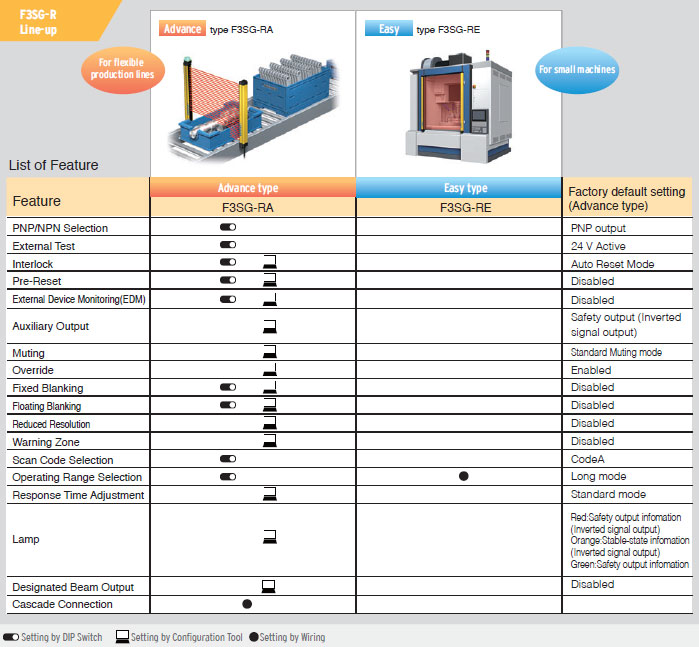 F3SG-R
Line-up
Advance type F3SG-RA
Easy type F3SG-RE
For flexible
production lines
For small machines
List of Feature
Feature
Advance type
Easy type
Factory default setting
(Advance type)
F3SG-RA
F3SG-RE
PNP/NPN Selection PNP output
External Test 24 V Active
Interlock Auto Reset Mode
Pre-Reset Disabled
External Device Monitoring(EDM) Disabled
Auxiliary Output
Safety output (Inverted
signal output)
Muting Standard Muting mode
Override Enabled
Fixed Blanking Disabled
Floating Blanking Disabled
Reduced Resolution Disabled
Warning Zone Disabled
Scan Code Selection CodeA
Operating Range Selection Long mode
Response Time Adjustment Standard mode
Lamp
Red:Safety output infomation
(Inverted signal output)
Orange:Stable-state infomation
(Inverted signal output)
Green:Safety output infomation
Designated Beam Output Disabled
Cascade Connection
Setting by DIP Switch Setting by Configuration Tool Setting by Wiring